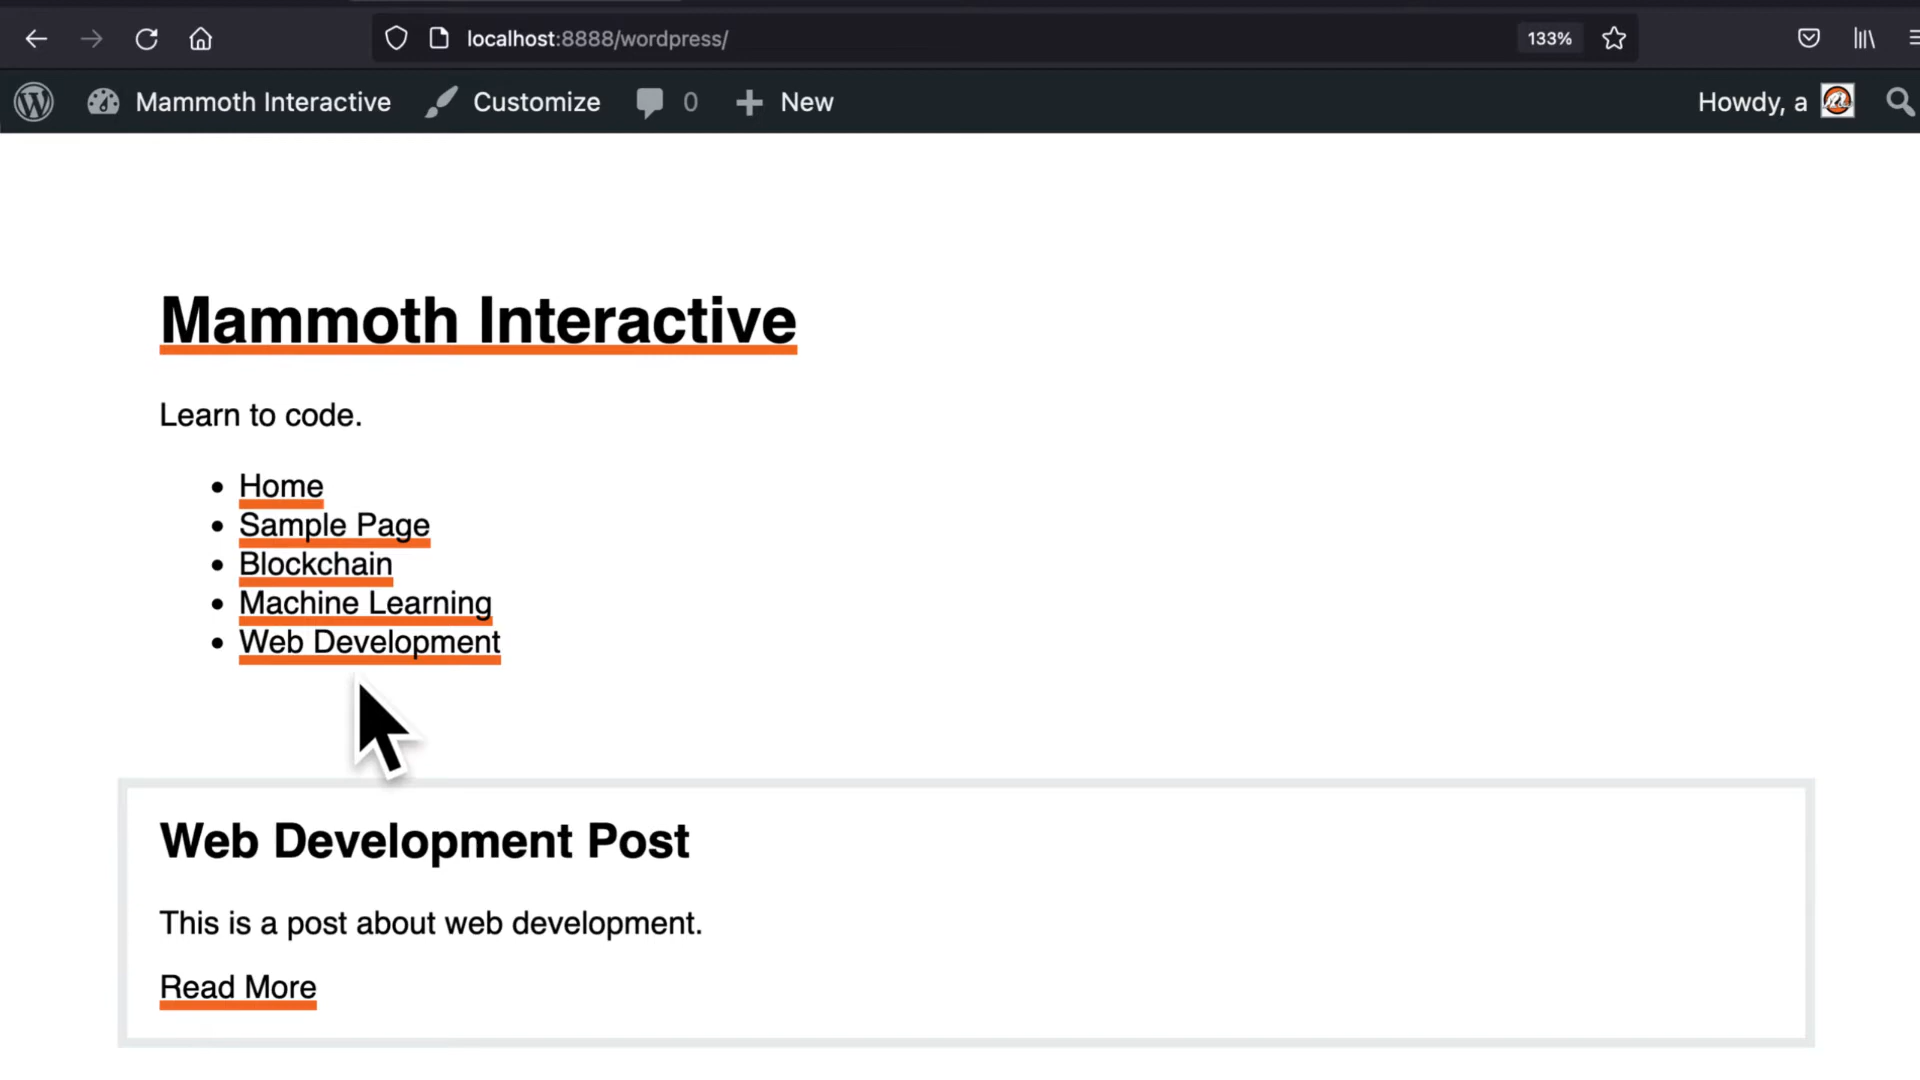 localhost:8888/wordpress/
133%
Mammoth Interactive
Customize
0
New
Howdy, a
Mammoth Interactive
Learn to code.
Home
Sample Page
Blockchain
Machine Learning
Web Development
Web Development Post
This is a post about web development.
Read More